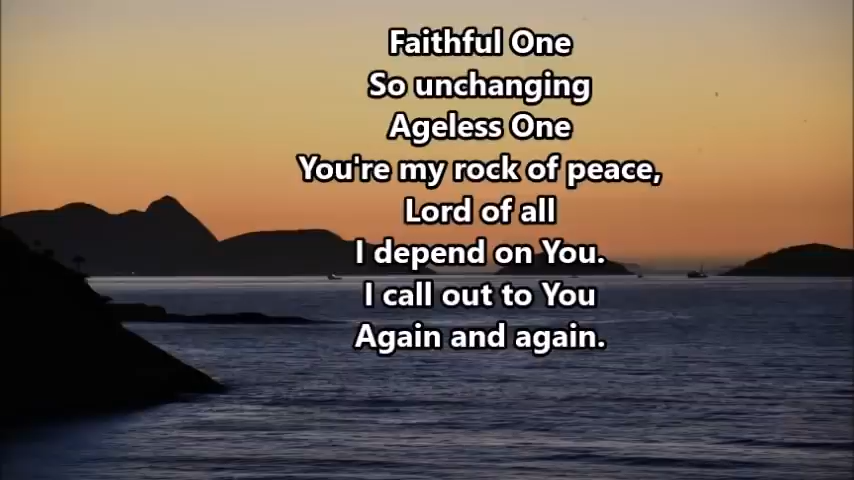 Faithful One
So unchanging
Ageless One
You're my rock of peace,
Lord of all
I depend on You.
I call out to You
Again and again.